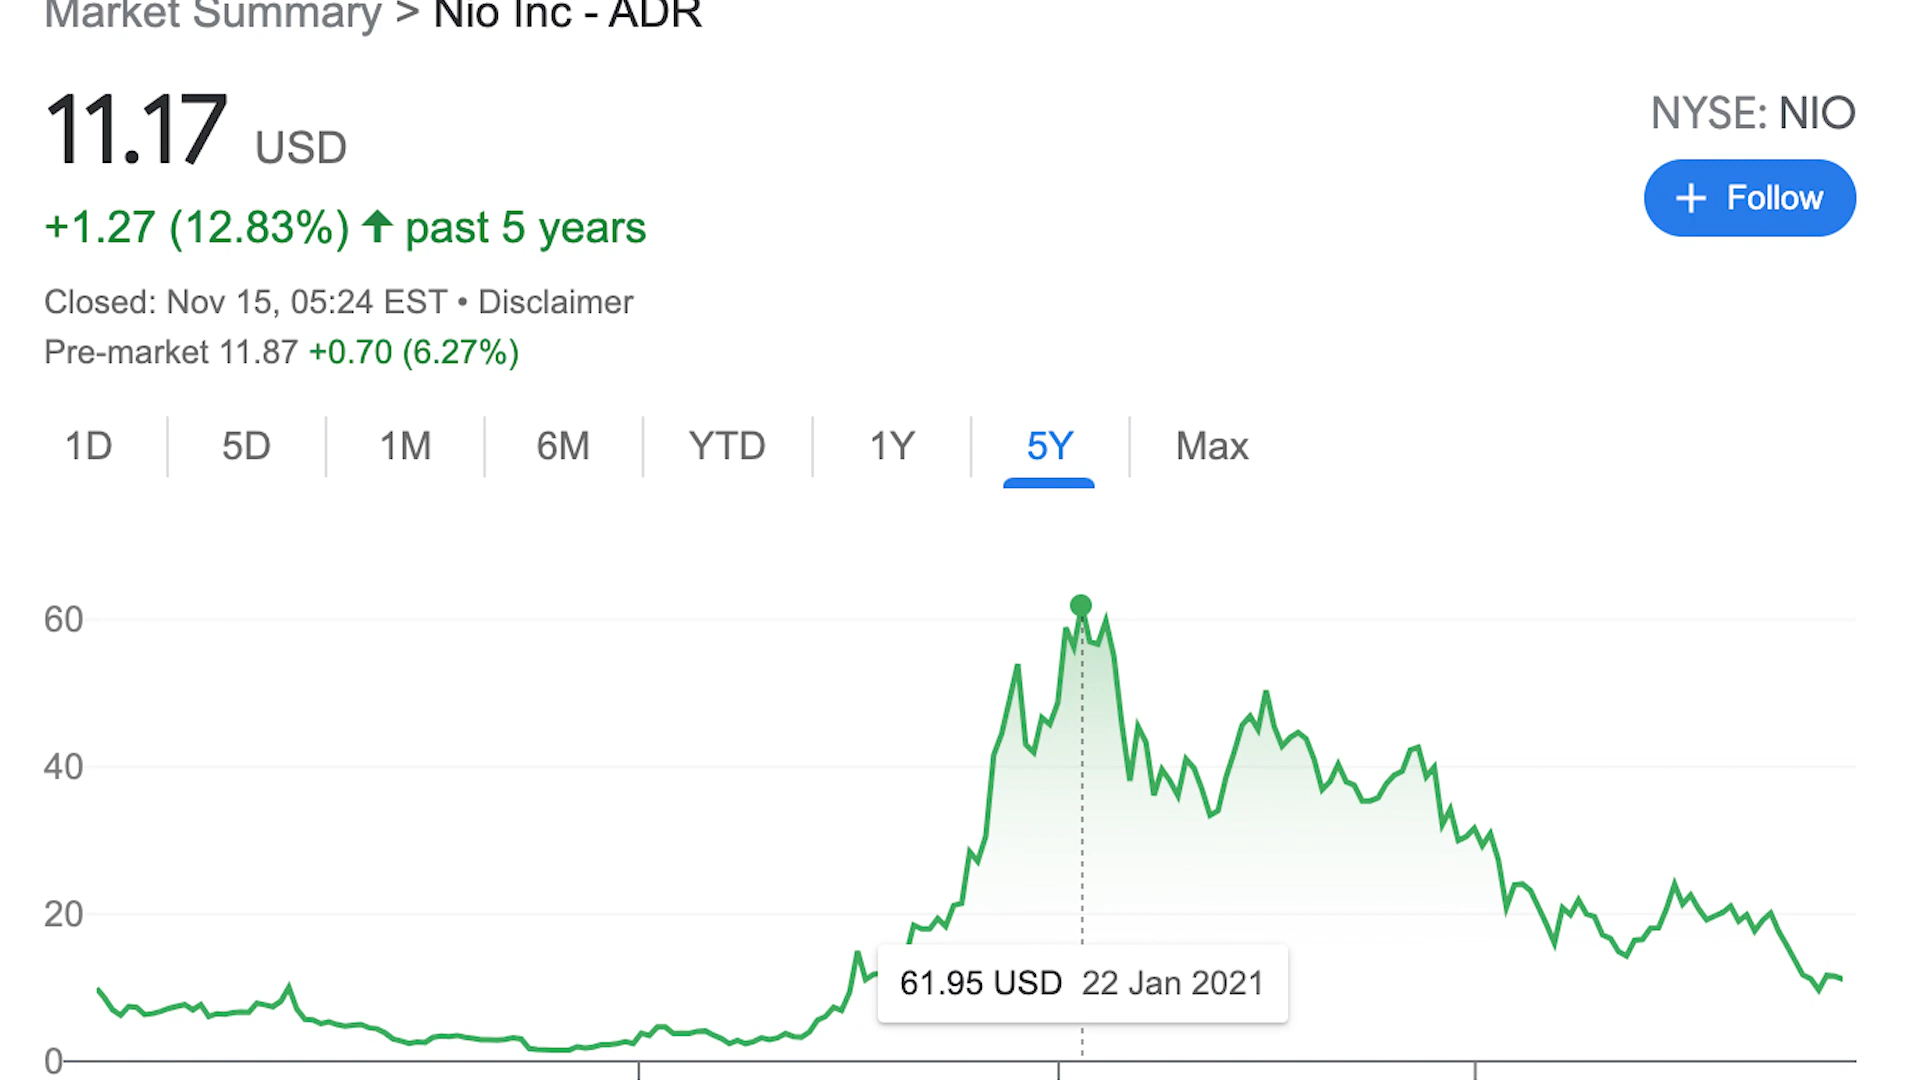 Market Summary > Nio Inc - ADR
11.17 USD
NYSE: NIO
+ Follow
+1.27 (12.83%) ↑ past 5 years
Closed: Nov 15, 05:24 EST • Disclaimer
Pre-market 11.87 +0.70 (6.27%)
1D 5D 1M 6M YTD 1Y 5Y Max
60
40
20
61.95 USD 22 Jan 2021
0